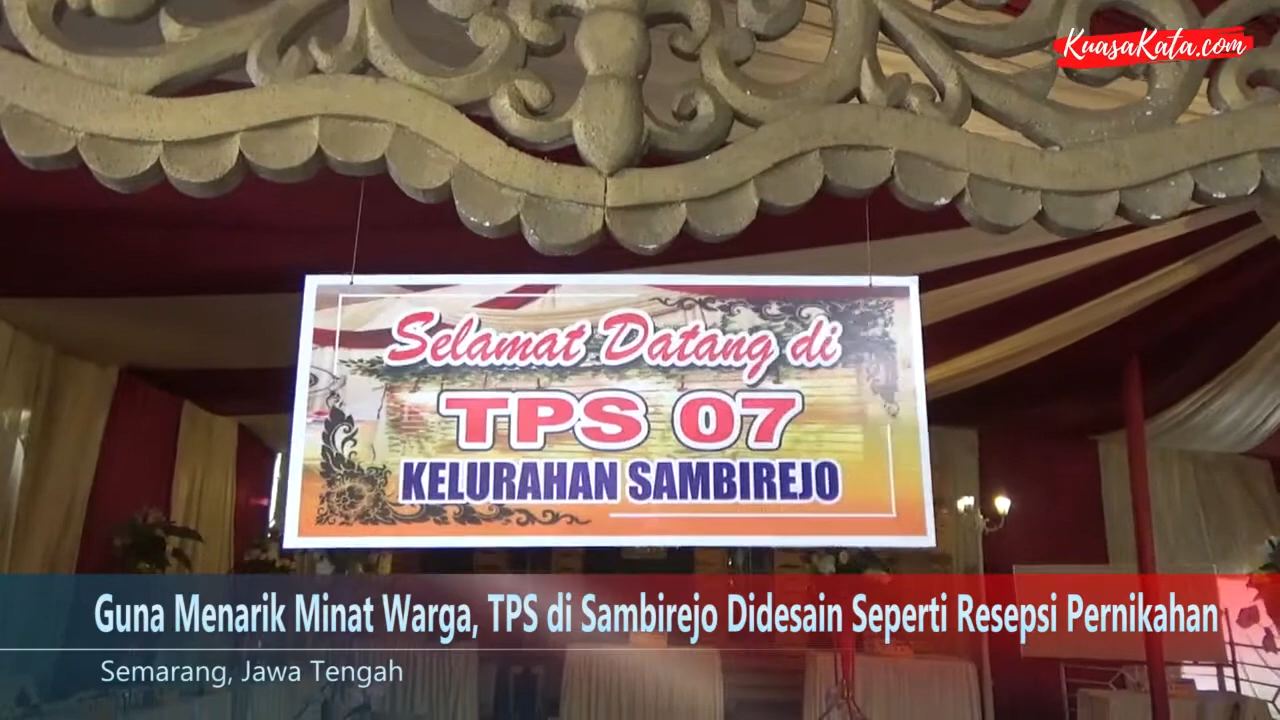 KuasaKata.com
Selamat Datang di
TPS 07
KELURAHAN SAMBIREJO
Guna Menarik Minat Warga, TPS di Sambirejo Didesain Seperti Resepsi Pernikahan
Semarang, Jawa Tengah